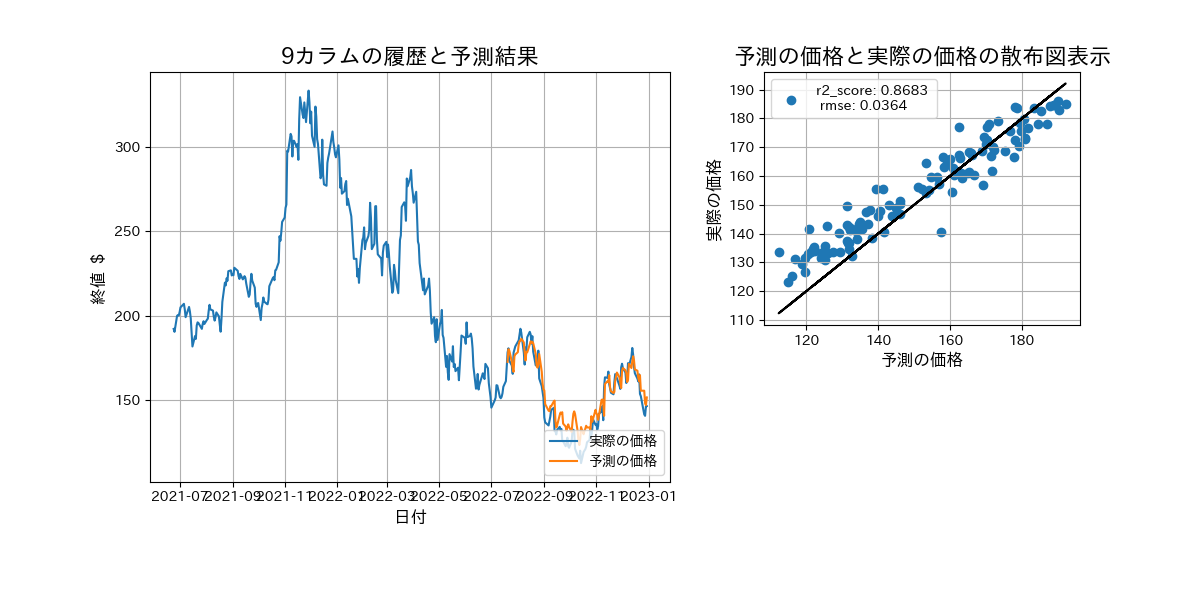 9カラムの履歴と予測結果
終値 $
300
250
200
150
2021-07
2021-09
2021-11
2022-01
2022-03
2022-05
2022-07
2022-09
2022-11
2023-01
日付
実際の価格
予測の価格
予測の価格と実際の価格の散布図表示
r2_score: 0.8683
rmse: 0.0364
実際の価格
190
180
170
160
150
140
130
120
110
120
140
160
180
予測の価格